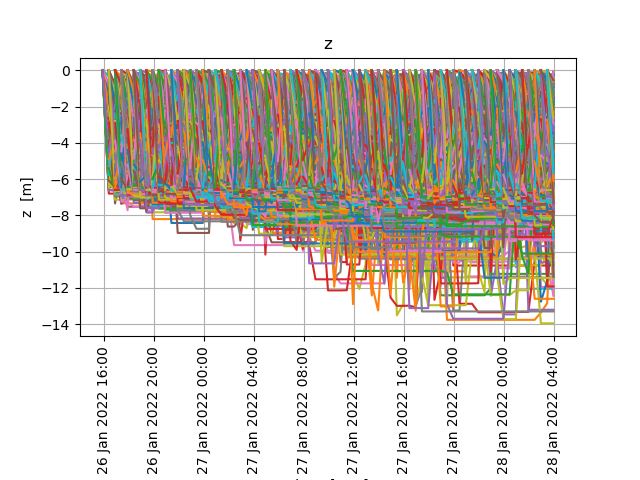 z
0
−2
−4
−6
−8
−10
−12
−14
z [m]
26 Jan 2022 16:00
26 Jan 2022 20:00
27 Jan 2022 00:00
27 Jan 2022 04:00
27 Jan 2022 08:00
27 Jan 2022 12:00
27 Jan 2022 16:00
27 Jan 2022 20:00
28 Jan 2022 00:00
28 Jan 2022 04:00